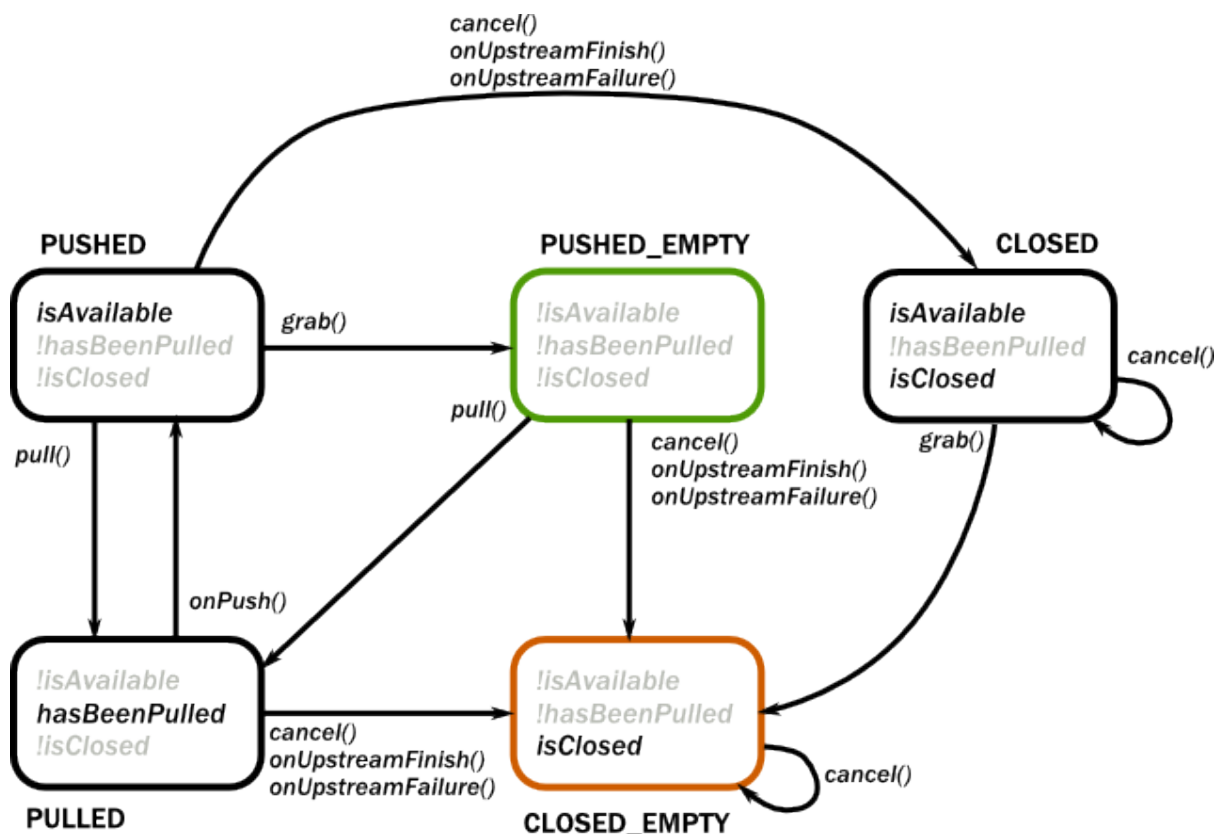 cancel()
onUpstreamFinish()
onUpstreamFailure()
PUSHED
PUSHED_EMPTY
CLOSED
isAvailable
!hasBeenPulled
!isClosed
grab()
!isAvailable
!hasBeenPulled
!isClosed
isAvailable
!hasBeenPulled
isClosed
cancel()
pull()
pull()
cancel()
onUpstreamFinish()
onUpstreamFailure()
grab()
onPush()
!isAvailable
hasBeenPulled
!isClosed
cancel()
onUpstreamFinish()
onUpstreamFailure()
!isAvailable
!hasBeenPulled
isClosed
cancel()
PULLED
CLOSED_EMPTY